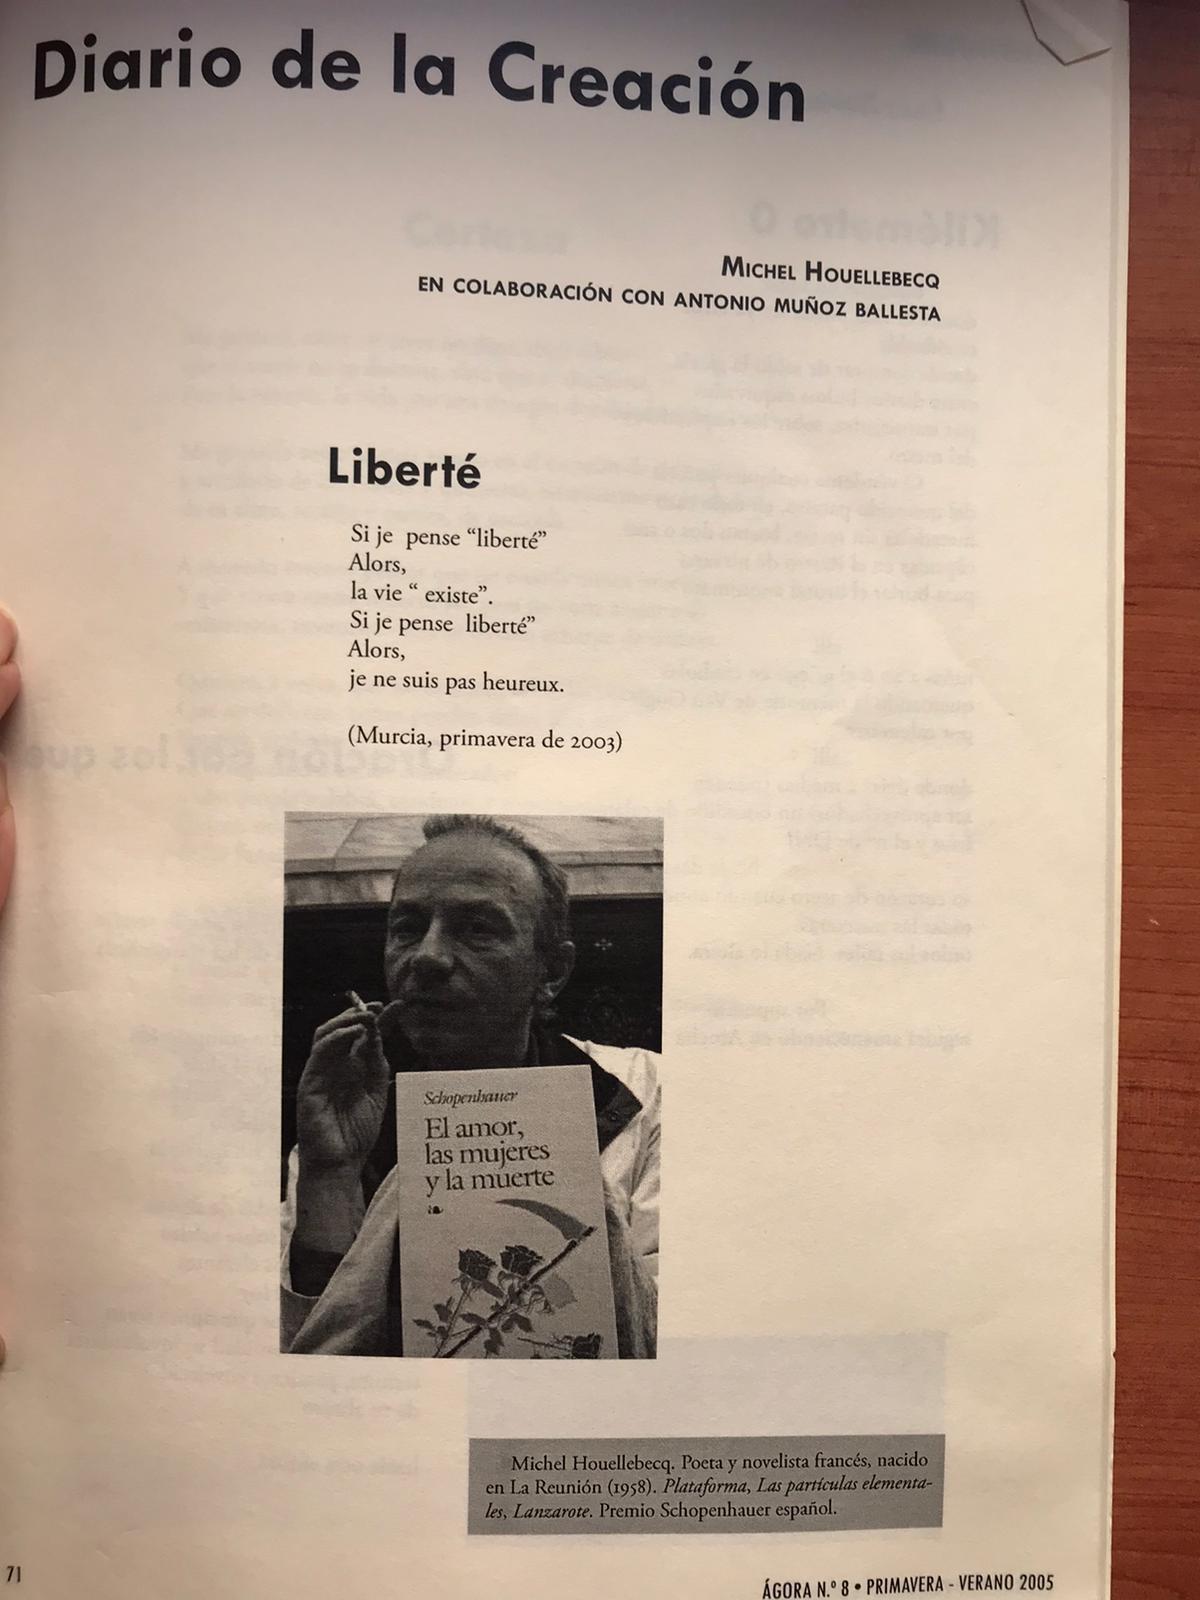 Diario de la Creación
MICHEL HOUELLEBECQ
EN COLABORACIÓN CON ANTONIO MUÑOZ BALLESTA
Liberté
Si je pense “liberté”
Alors,
la vie “ existe”.
Si je pense liberté”
Alors,
je ne suis pas heureux.
(Murcia, primavera de 2003)
Schopenhauer
El amor,
las mujeres
y la muerte
Michel Houellebecq. Poeta y novelista francés, nacido
en La Reunión (1958). Plataforma, Las partículas elementa-
les, Lanzarote. Premio Schopenhauer español.
71
ÁGORA N.º 8 • PRIMAVERA - VERANO 2005